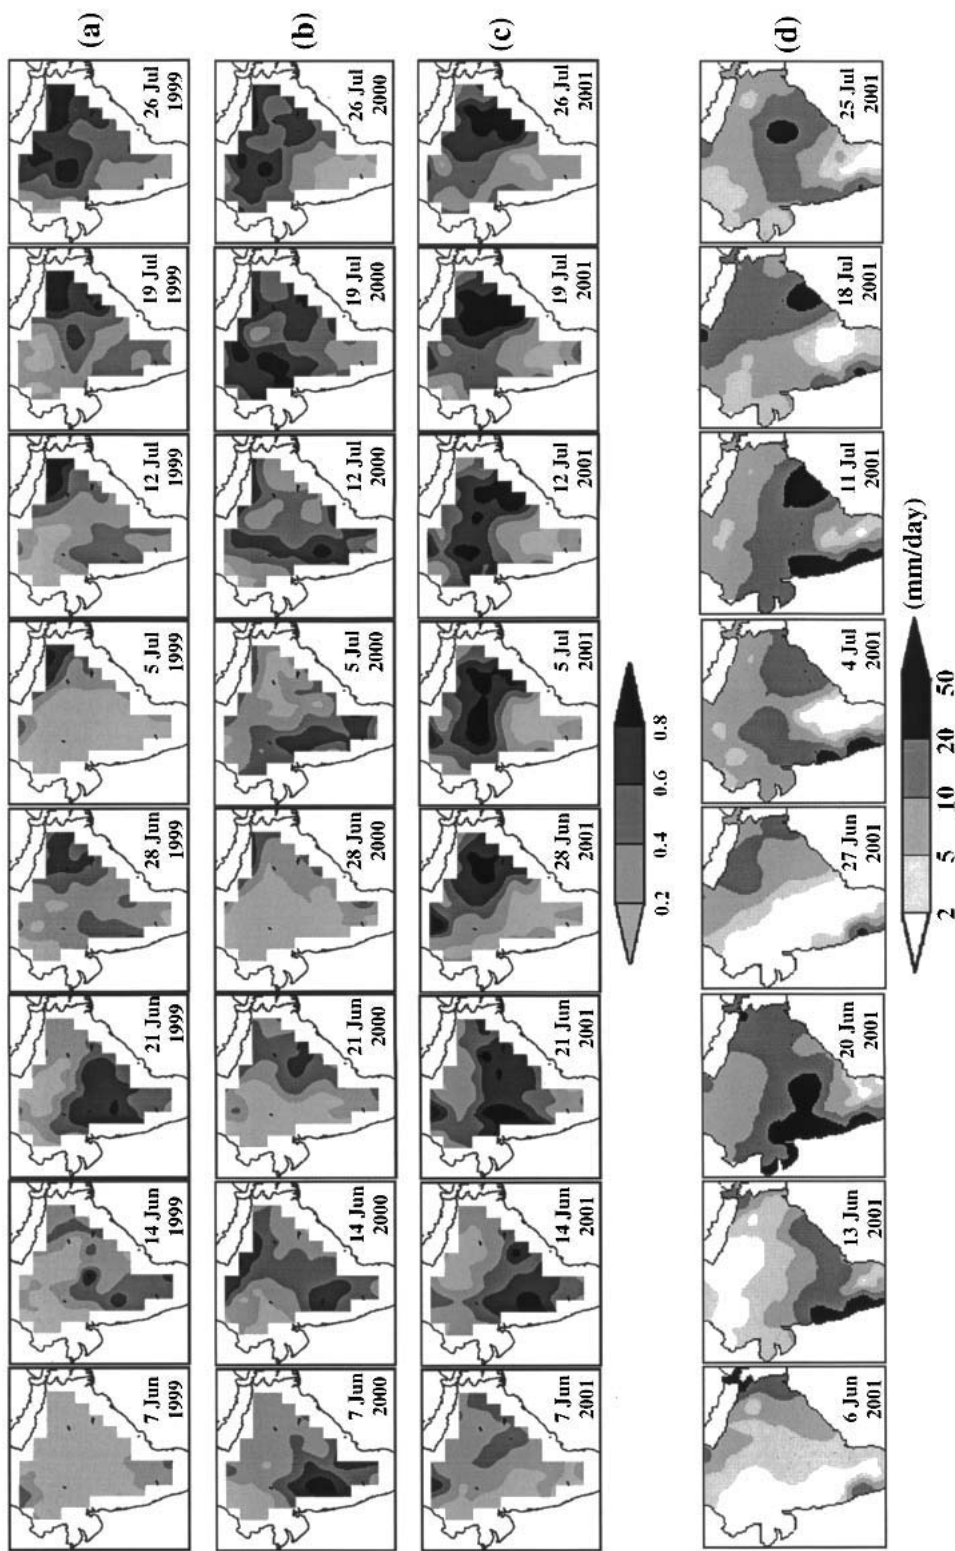 7 Jun
1999
14 Jun
1999
21 Jun
1999
28 Jun
1999
5 Jul
1999
12 Jul
1999
19 Jul
1999
26 Jul
1999
(a)
7 Jun
2000
14 Jun
2000
21 Jun
2000
28 Jun
2000
5 Jul
2000
12 Jul
2000
19 Jul
2000
26 Jul
2000
(b)
7 Jun
2001
14 Jun
2001
21 Jun
2001
28 Jun
2001
5 Jul
2001
12 Jul
2001
19 Jul
2001
26 Jul
2001
(c)
0.2 0.4 0.6 0.8
6 Jun
2001
13 Jun
2001
20 Jun
2001
27 Jun
2001
4 Jul
2001
11 Jul
2001
18 Jul
2001
25 Jul
2001
(d)
(mm/day)
2 5 10 20 50